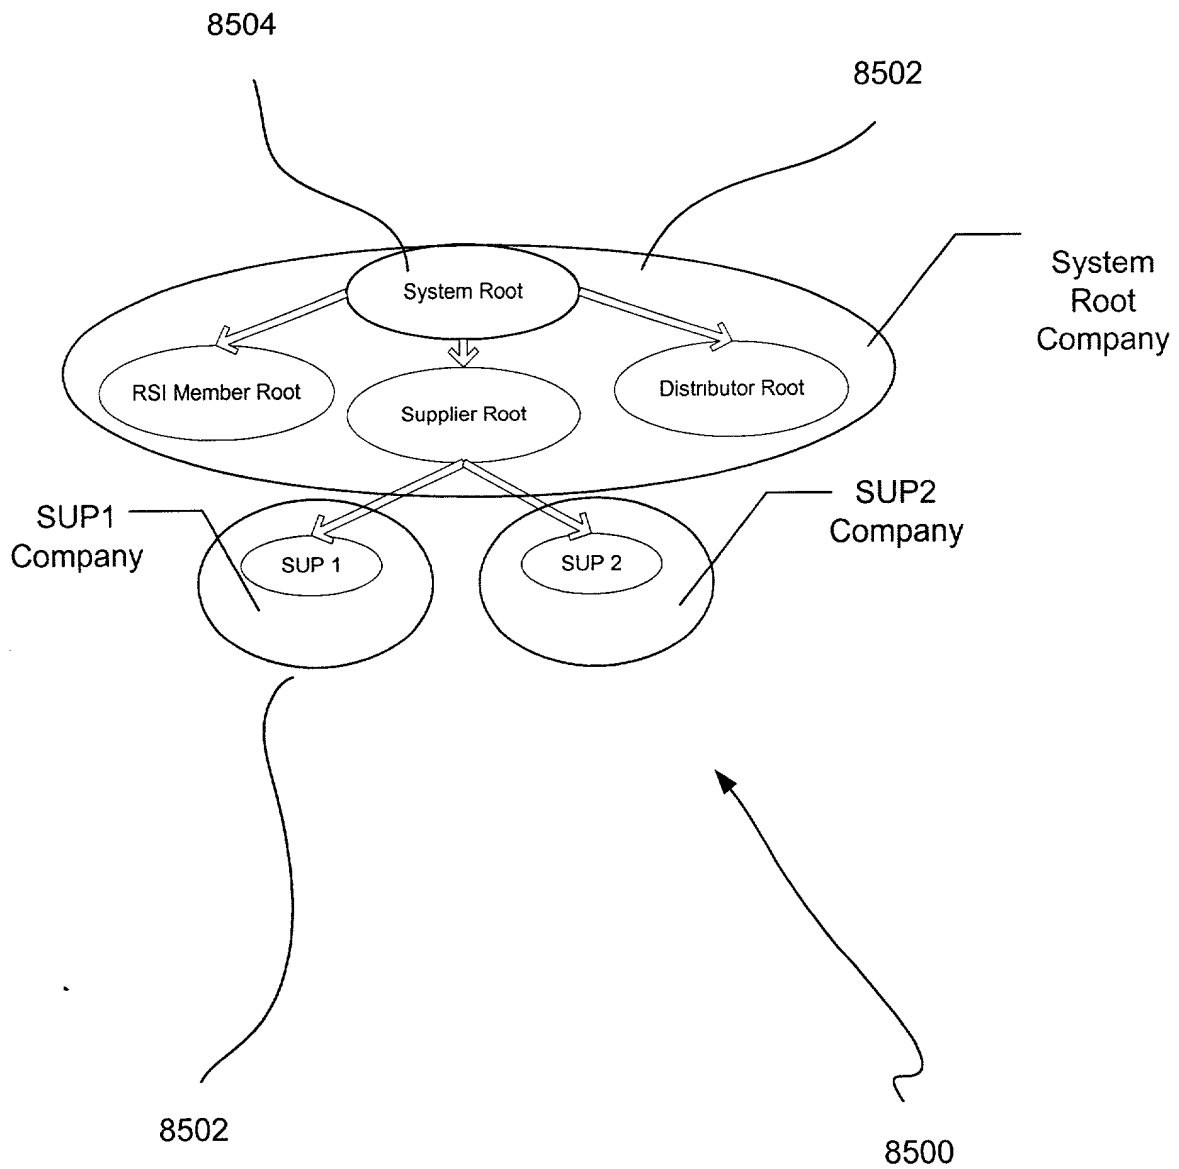 8504
8502
System Root
System
Root
Company
RSI Member Root
Supplier Root
Distributor Root
SUP1
Company
SUP2
Company
SUP 1
SUP 2
8502
8500